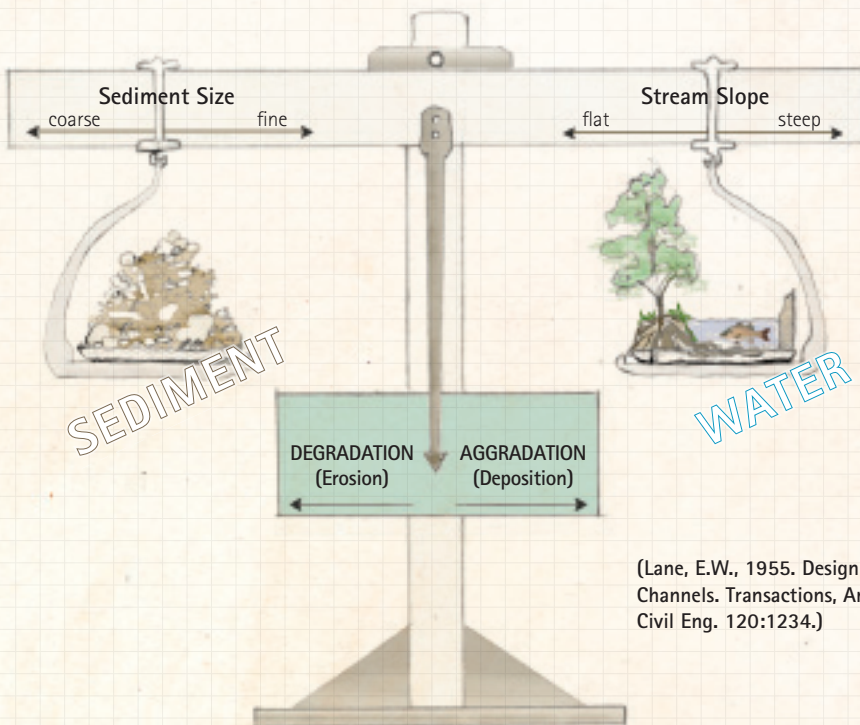 Sediment Size
coarse
fine
Stream Slope
flat
steep
SEDIMENT
WATER
DEGRADATION
(Erosion)
AGGRADATION
(Deposition)
(Lane, E.W., 1955. Design
Channels. Transactions,
Civil Eng. 120:1234.)